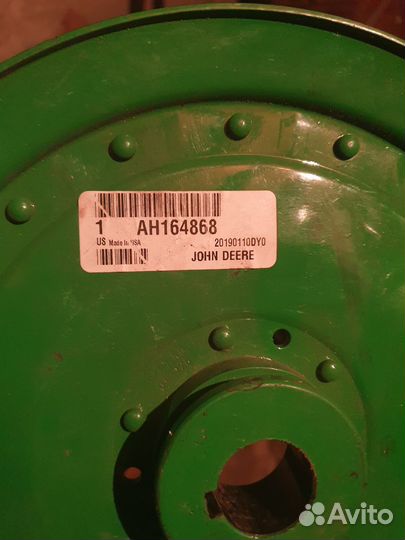 1 AH164868
US Made In USA 20190110DY0
JOHN DEERE
Avito